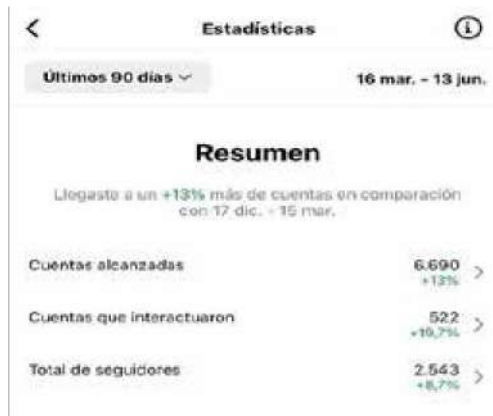 Estadísticas
Últimos 90 días
16 mar. - 13 jun.
Resumen
Llegaste a un +13% más de cuentas en comparación
con 17 dic. - 15 mar.
Cuentas alcanzadas
6.690
+13%
Cuentas que interactuaron
522
+19,7%
Total de seguidores
2.543
+8,7%